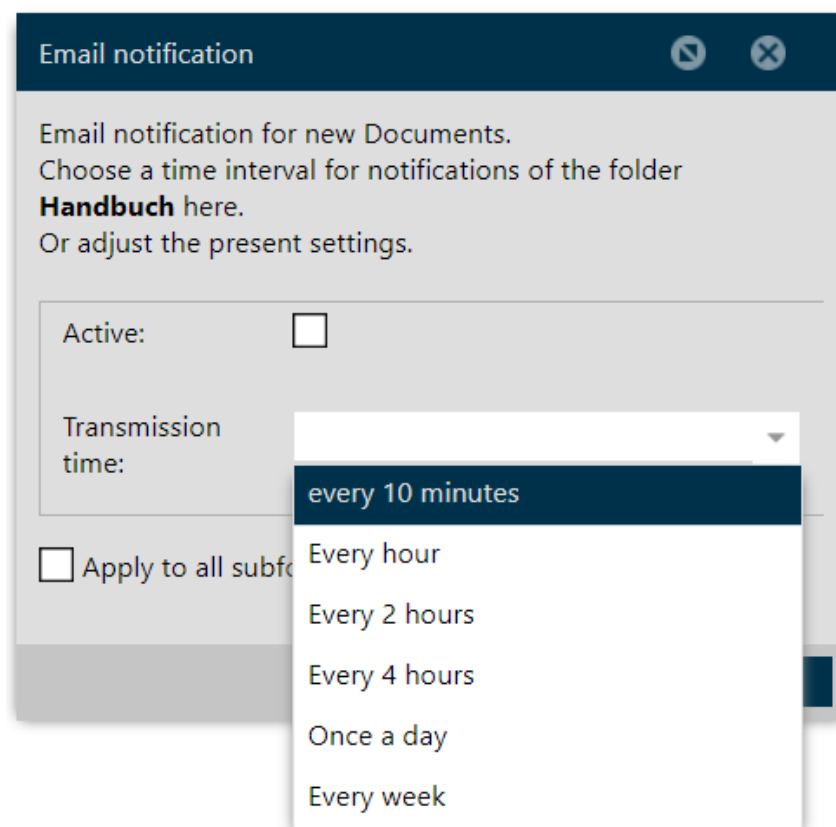 Email notification
Email notification for new Documents.
Choose a time interval for notifications of the folder
Handbuch here.
Or adjust the present settings.
Active:
Transmission
time:
every 10 minutes
Every hour
Apply to all
Every 2 hours
Every 4 hours
Once a day
Every week